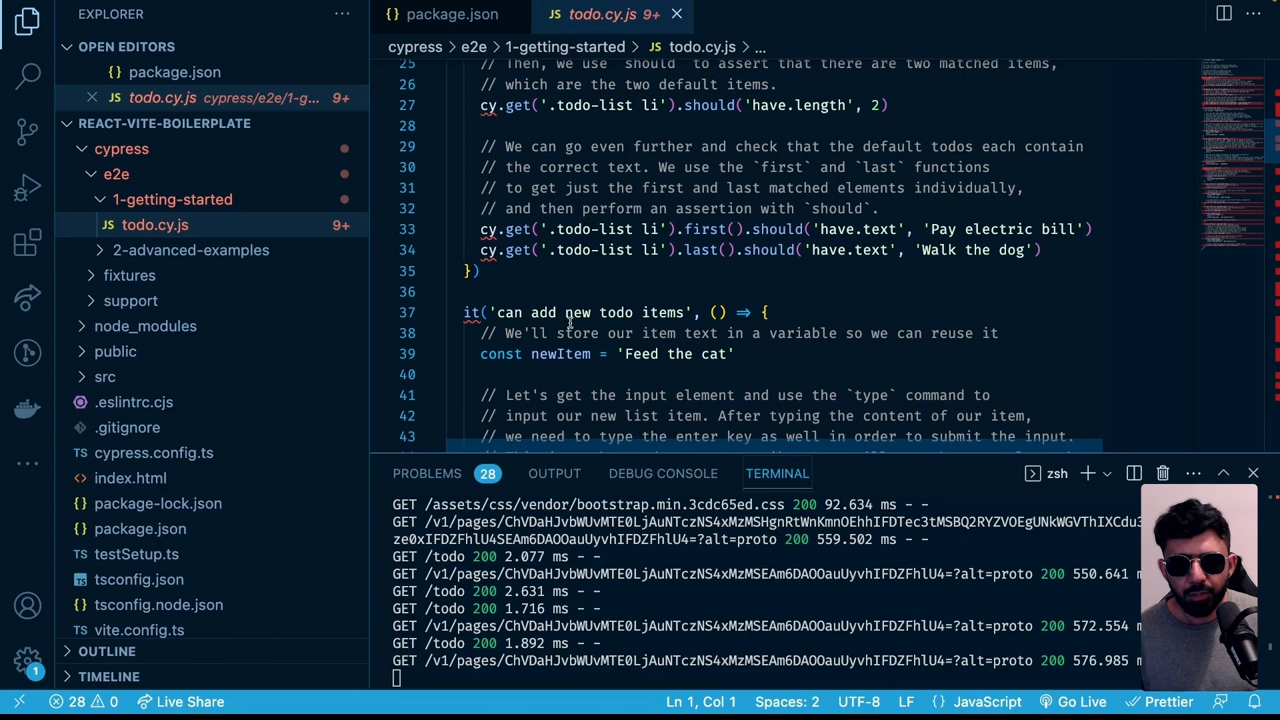 EXPLORER
OPEN EDITORS
package.json
todo.cy.js cypress/e2e/1-g... 9+
REACT-VITE-BOILERPLATE
cypress
e2e
1-getting-started
todo.cy.js 9+
2-advanced-examples
fixtures
support
node_modules
public
src
.eslintrc.cjs
.gitignore
cypress.config.ts
index.html
package-lock.json
package.json
testSetup.ts
tsconfig.json
tsconfig.node.json
vite.config.ts
OUTLINE
TIMELINE
package.json
todo.cy.js 9+
cypress > e2e > 1-getting-started > JS todo.cy.js > ...
25 // Then, we use `should` to assert that there are two matched items,
26 // which are the two default items.
27 cy.get('.todo-list li').should('have.length', 2)
28
29 // We can go even further and check that the default todos each contain
30 // the correct text. We use the `first` and `last` functions
31 // to get just the first and last matched elements individually,
32 // and then perform an assertion with `should`.
33 cy.get('.todo-list li').first().should('have.text', 'Pay electric bill')
34 cy.get('.todo-list li').last().should('have.text', 'Walk the dog')
35 })
36
37 it('can add new todo items', () => {
38 // We'll store our item text in a variable so we can reuse it
39 const newItem = 'Feed the cat'
40
41 // Let's get the input element and use the `type` command to
42 // input our new list item. After typing the content of our item,
43 // we need to type the enter key as well in order to submit the input.
PROBLEMS 28 OUTPUT DEBUG CONSOLE TERMINAL zsh
GET /assets/css/vendor/bootstrap.min.3cdc65ed.css 200 92.634 ms - -
ze0xIFDFhlU4SEAm6DAOOauUyvhIFDZFhlU4=?alt=proto 200 559.502 ms - -
GET /todo 200 2.077 ms - -
GET /v1/pages/ChVDaHJvbWUvMTE0LjAuNTczNS4xMzMSEAm6DAOOauUyvhIFDZFhlU4=?alt=proto 200 550.641 m
GET /todo 200 2.631 ms - -
GET /todo 200 1.716 ms - -
GET /v1/pages/ChVDaHJvbWUvMTE0LjAuNTczNS4xMzMSEAm6DAOOauUyvhIFDZFhlU4=?alt=proto 200 572.554 m
GET /todo 200 1.892 ms - -
GET /v1/pages/ChVDaHJvbWUvMTE0LjAuNTczNS4xMzMSEAm6DAOOauUyvhIFDZFhlU4=?alt=proto 200 576.985 m
1
28 0 Live Share Ln 1, Col 1 Spaces: 2 UTF-8 LF {} JavaScript Go Live Prettier